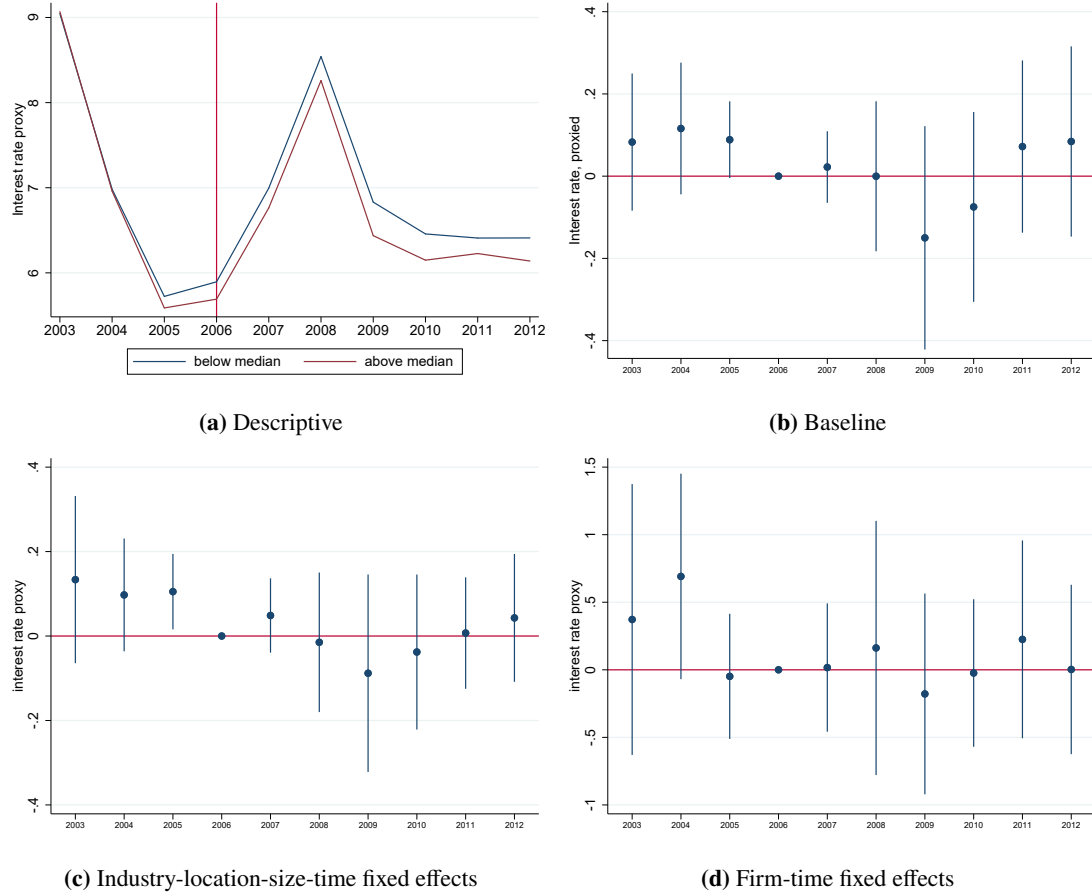 Interest rate proxy
9
8
7
6
2003 2004 2005 2006 2007 2008 2009 2010 2011 2012
below median above median
(a) Descriptive
Interest rate, proxied
.4
.2
0
-.2
-.4
2003 2004 2005 2006 2007 2008 2009 2010 2011 2012
(b) Baseline
interest rate proxy
.4
.2
0
-.2
-.4
2003 2004 2005 2006 2007 2008 2009 2010 2011 2012
(c) Industry-location-size-time fixed effects
interest rate proxy
1.5
1
.5
0
-.5
-1
2003 2004 2005 2006 2007 2008 2009 2010 2011 2012
(d) Firm-time fixed effects